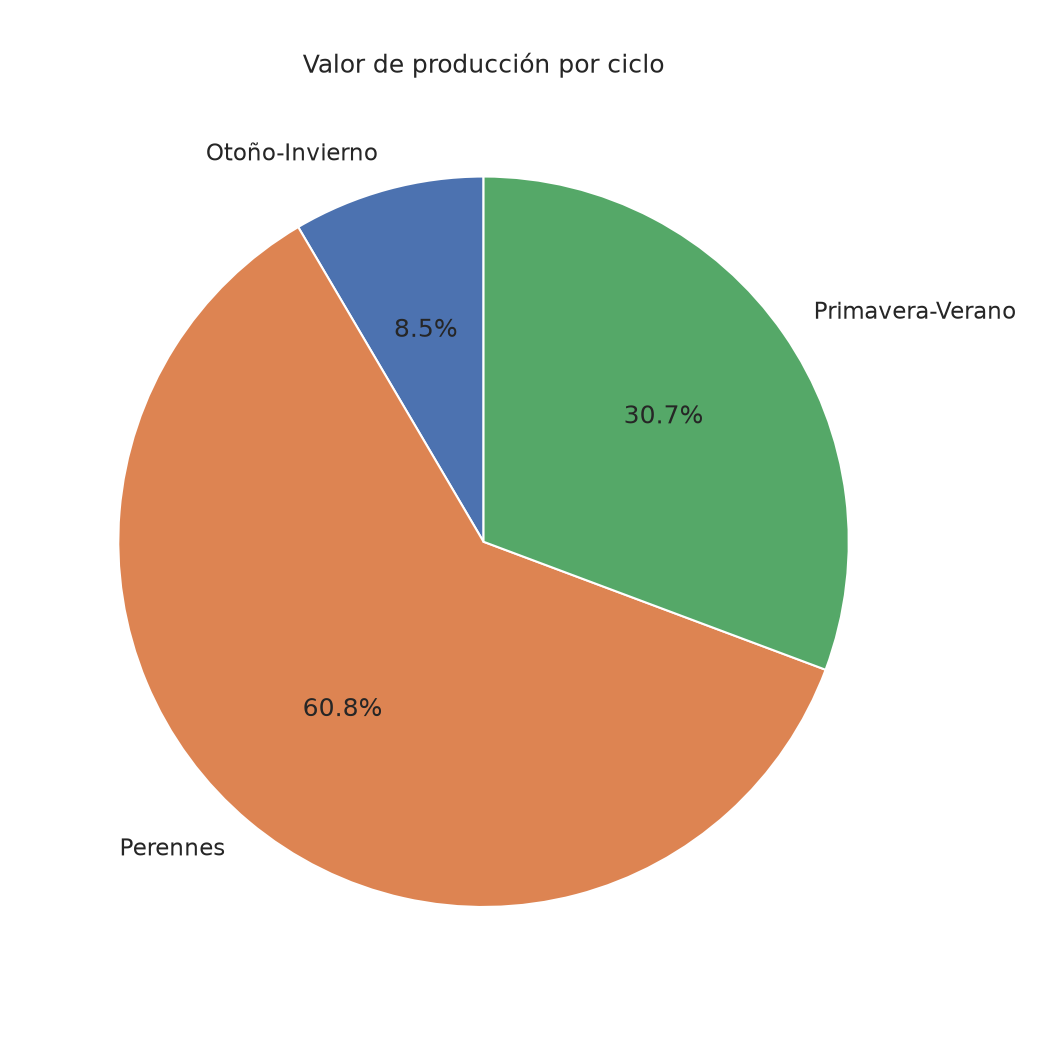 Valor de producción por ciclo
Otoño-Invierno
Primavera-Verano
8.5%
30.7%
60.8%
Perennes